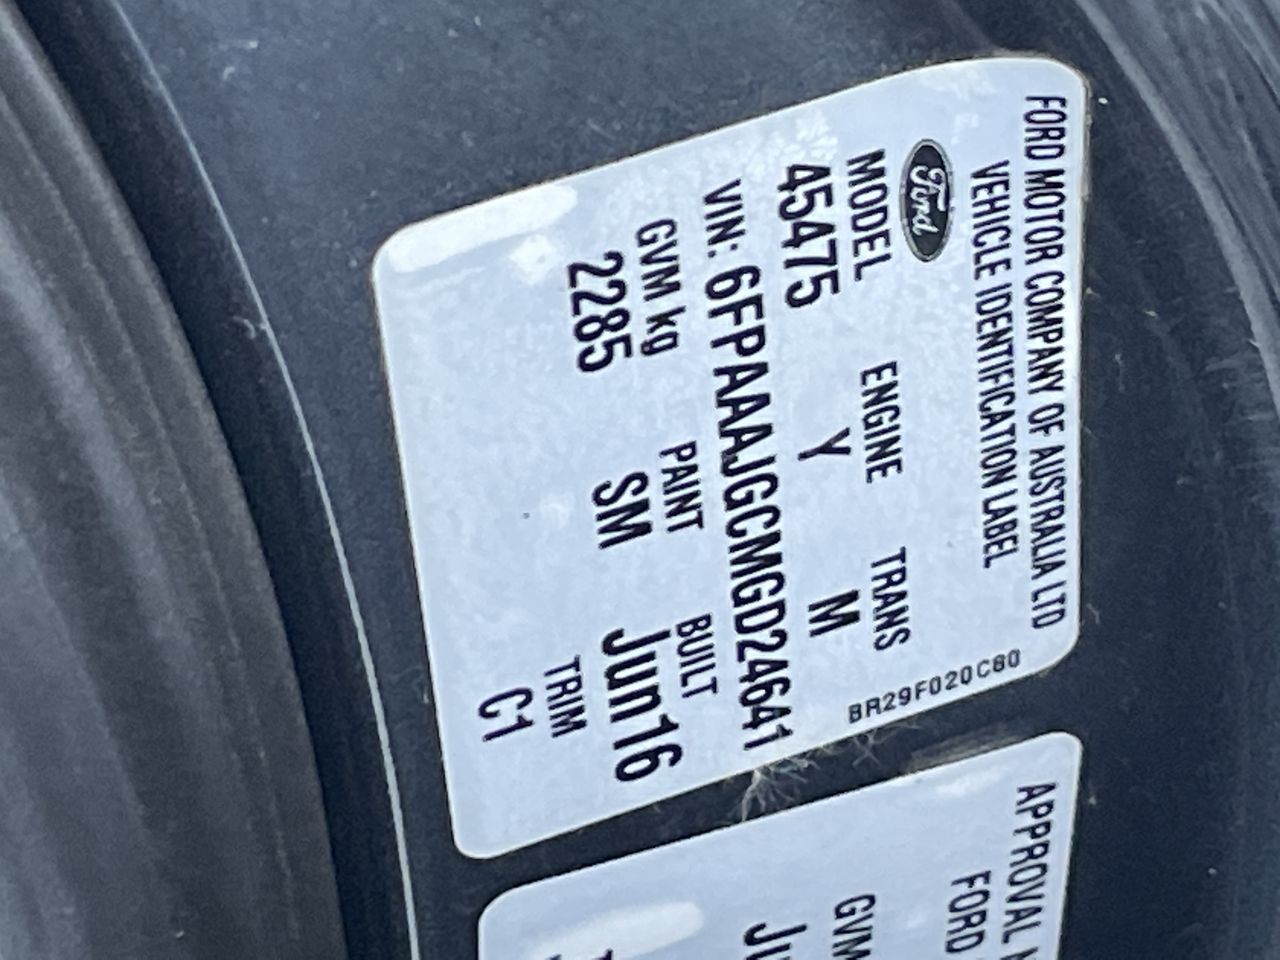 FORD MOTOR COMPANY OF AUSTRALIA LTD
VEHICLE IDENTIFICATION LABEL
Ford
BR29F020C80
MODEL ENGINE TRANS
45475 Y M
VIN: 6FPAAAJGCMGD24641
GVM kg PAINT BUILT
2285 SM Jun16
TRIM
C1
APPROVAL
FORD
GVM